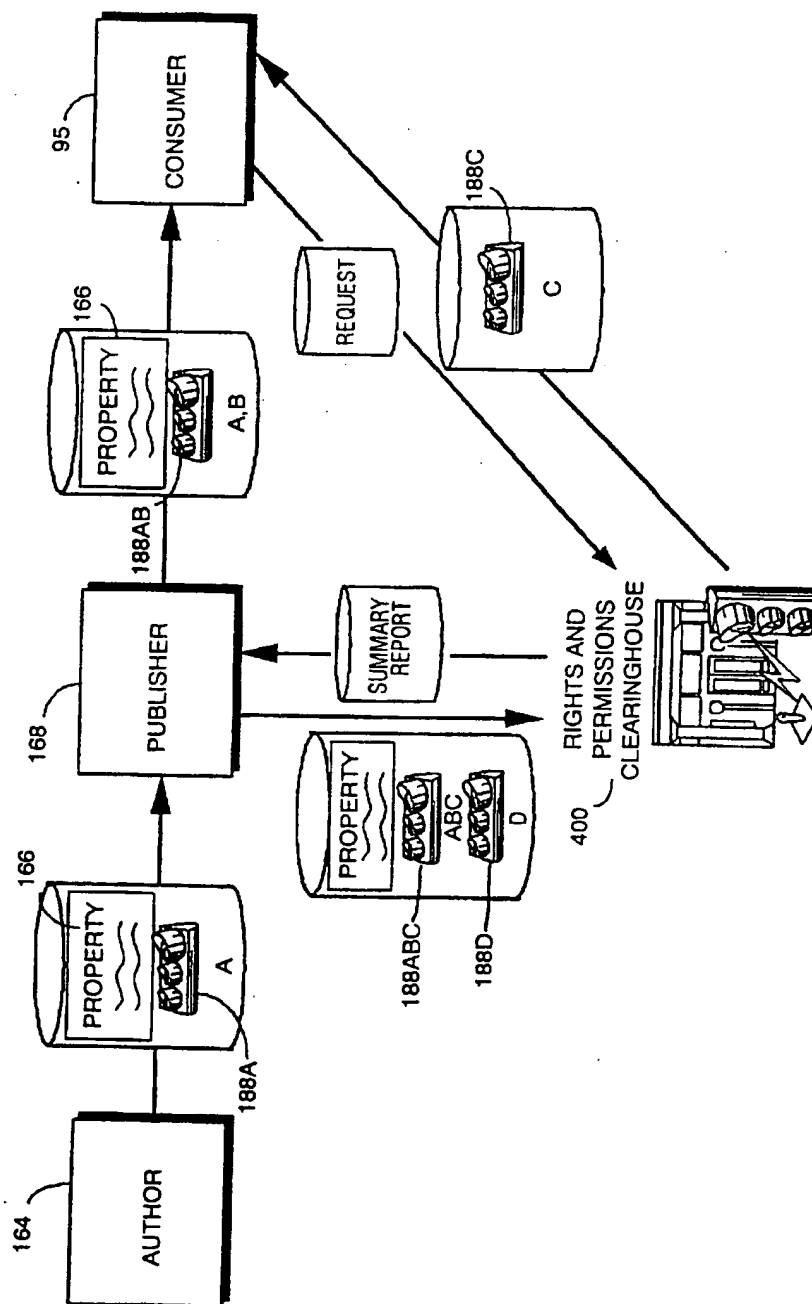 164
AUTHOR
166
PROPERTY
A
188A
168
PUBLISHER
188AB
166
PROPERTY
A,B
95
CONSUMER
PROPERTY
ABC
D
188ABC
188D
SUMMARY
REPORT
REQUEST
188C
C
400
RIGHTS AND
PERMISSIONS
CLEARINGHOUSE